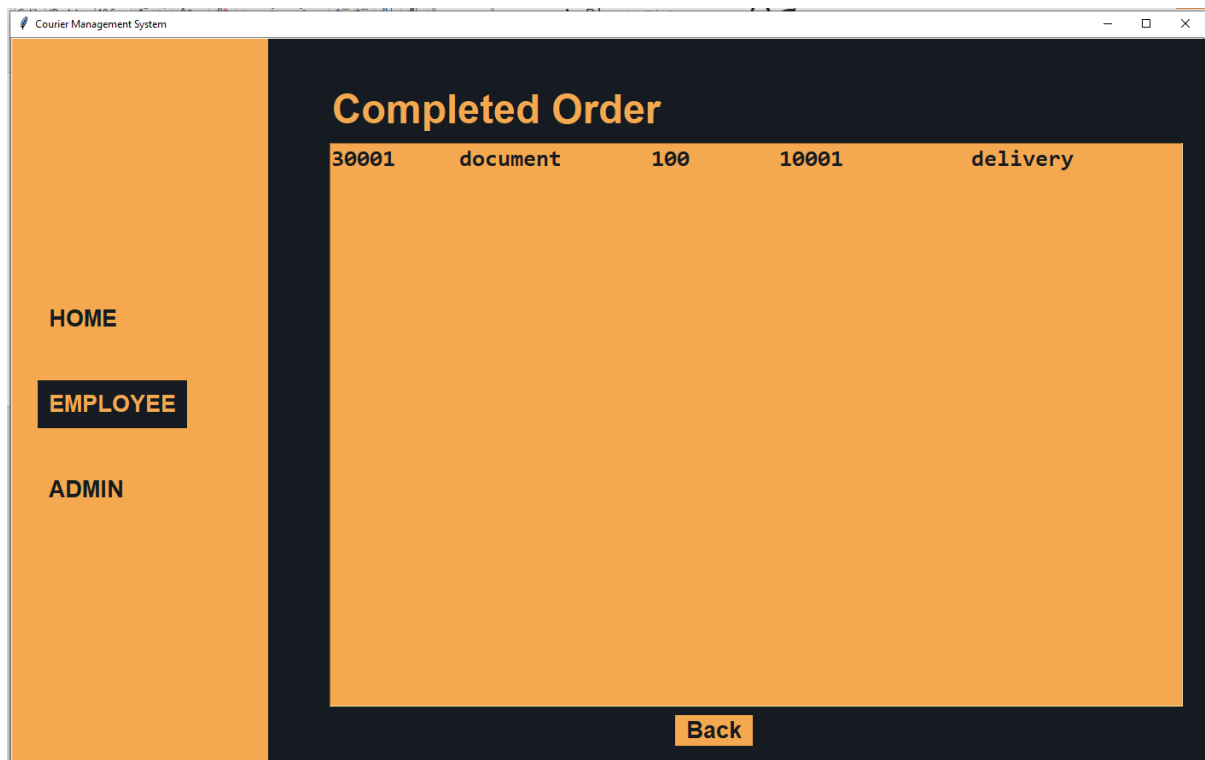 Courier Management System
Completed Order
30001 document 100 10001 delivery
HOME
EMPLOYEE
ADMIN
Back